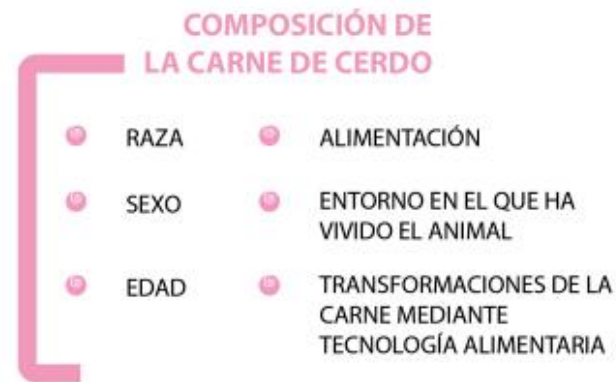 COMPOSICIÓN DE
LA CARNE DE CERDO
RAZA
SEXO
EDAD
ALIMENTACIÓN
ENTORNO EN EL QUE HA
VIVIDO EL ANIMAL
TRANSFORMACIONES DE LA
CARNE MEDIANTE
TECNOLOGÍA ALIMENTARIA